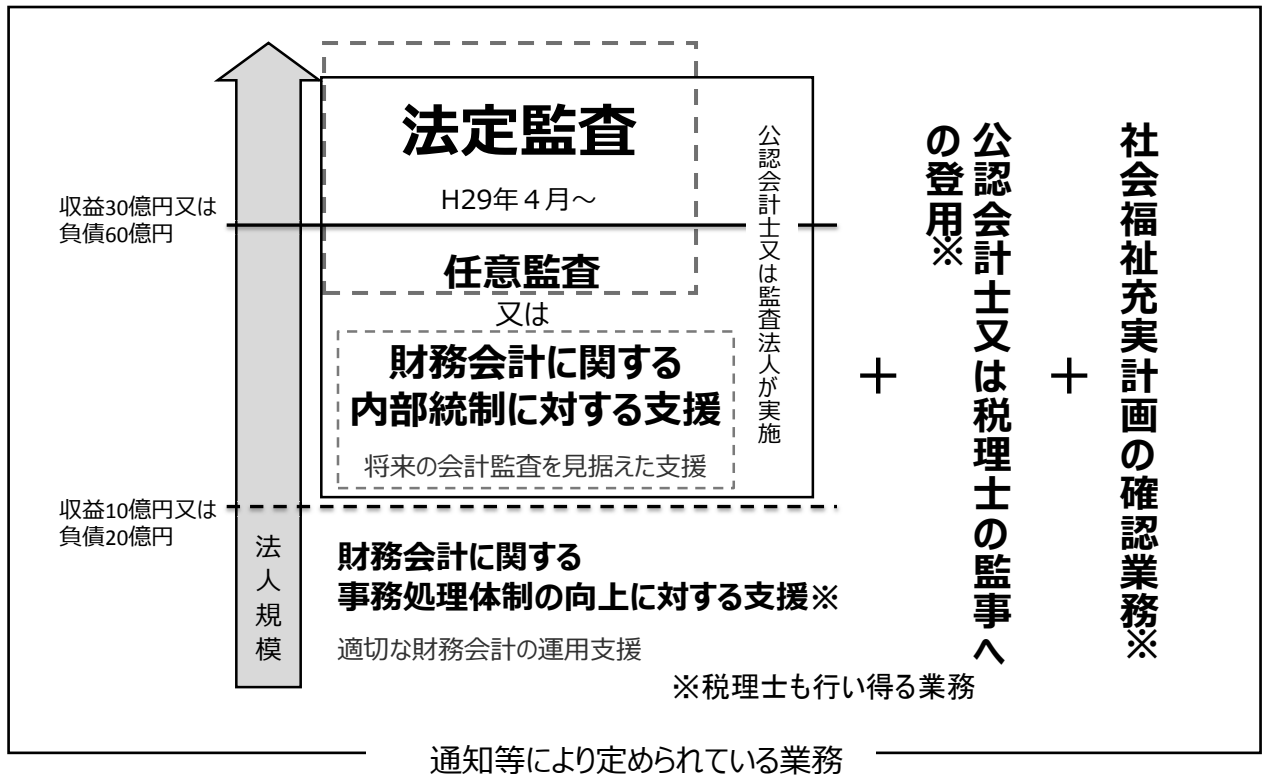 法定監査
H29年４月～
収益30億円又は
負債60億円
任意監査
又は
財務会計に関する
内部統制に対する支援
将来の会計監査を見据えた支援
公認会計士又は監査法人が実施
収益10億円又は
負債20億円
法人規模
財務会計に関する
事務処理体制の向上に対する支援※
適切な財務会計の運用支援
＋
公認会計士又は税理士の監事へ
の登用※
＋
社会福祉充実計画の確認業務※
※税理士も行い得る業務
通知等により定められている業務